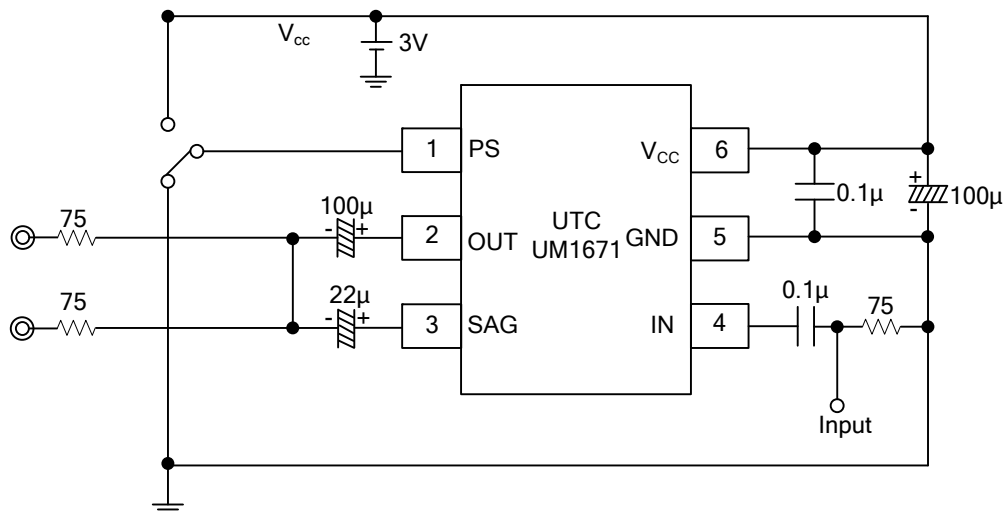 Vcc
3V
1
PS
VCC
6
0.1μ
+
-
100μ
75
100μ
-
+
2
OUT
UTC
UM1671
GND
5
75
22μ
-
+
3
SAG
IN
4
0.1μ
75
Input